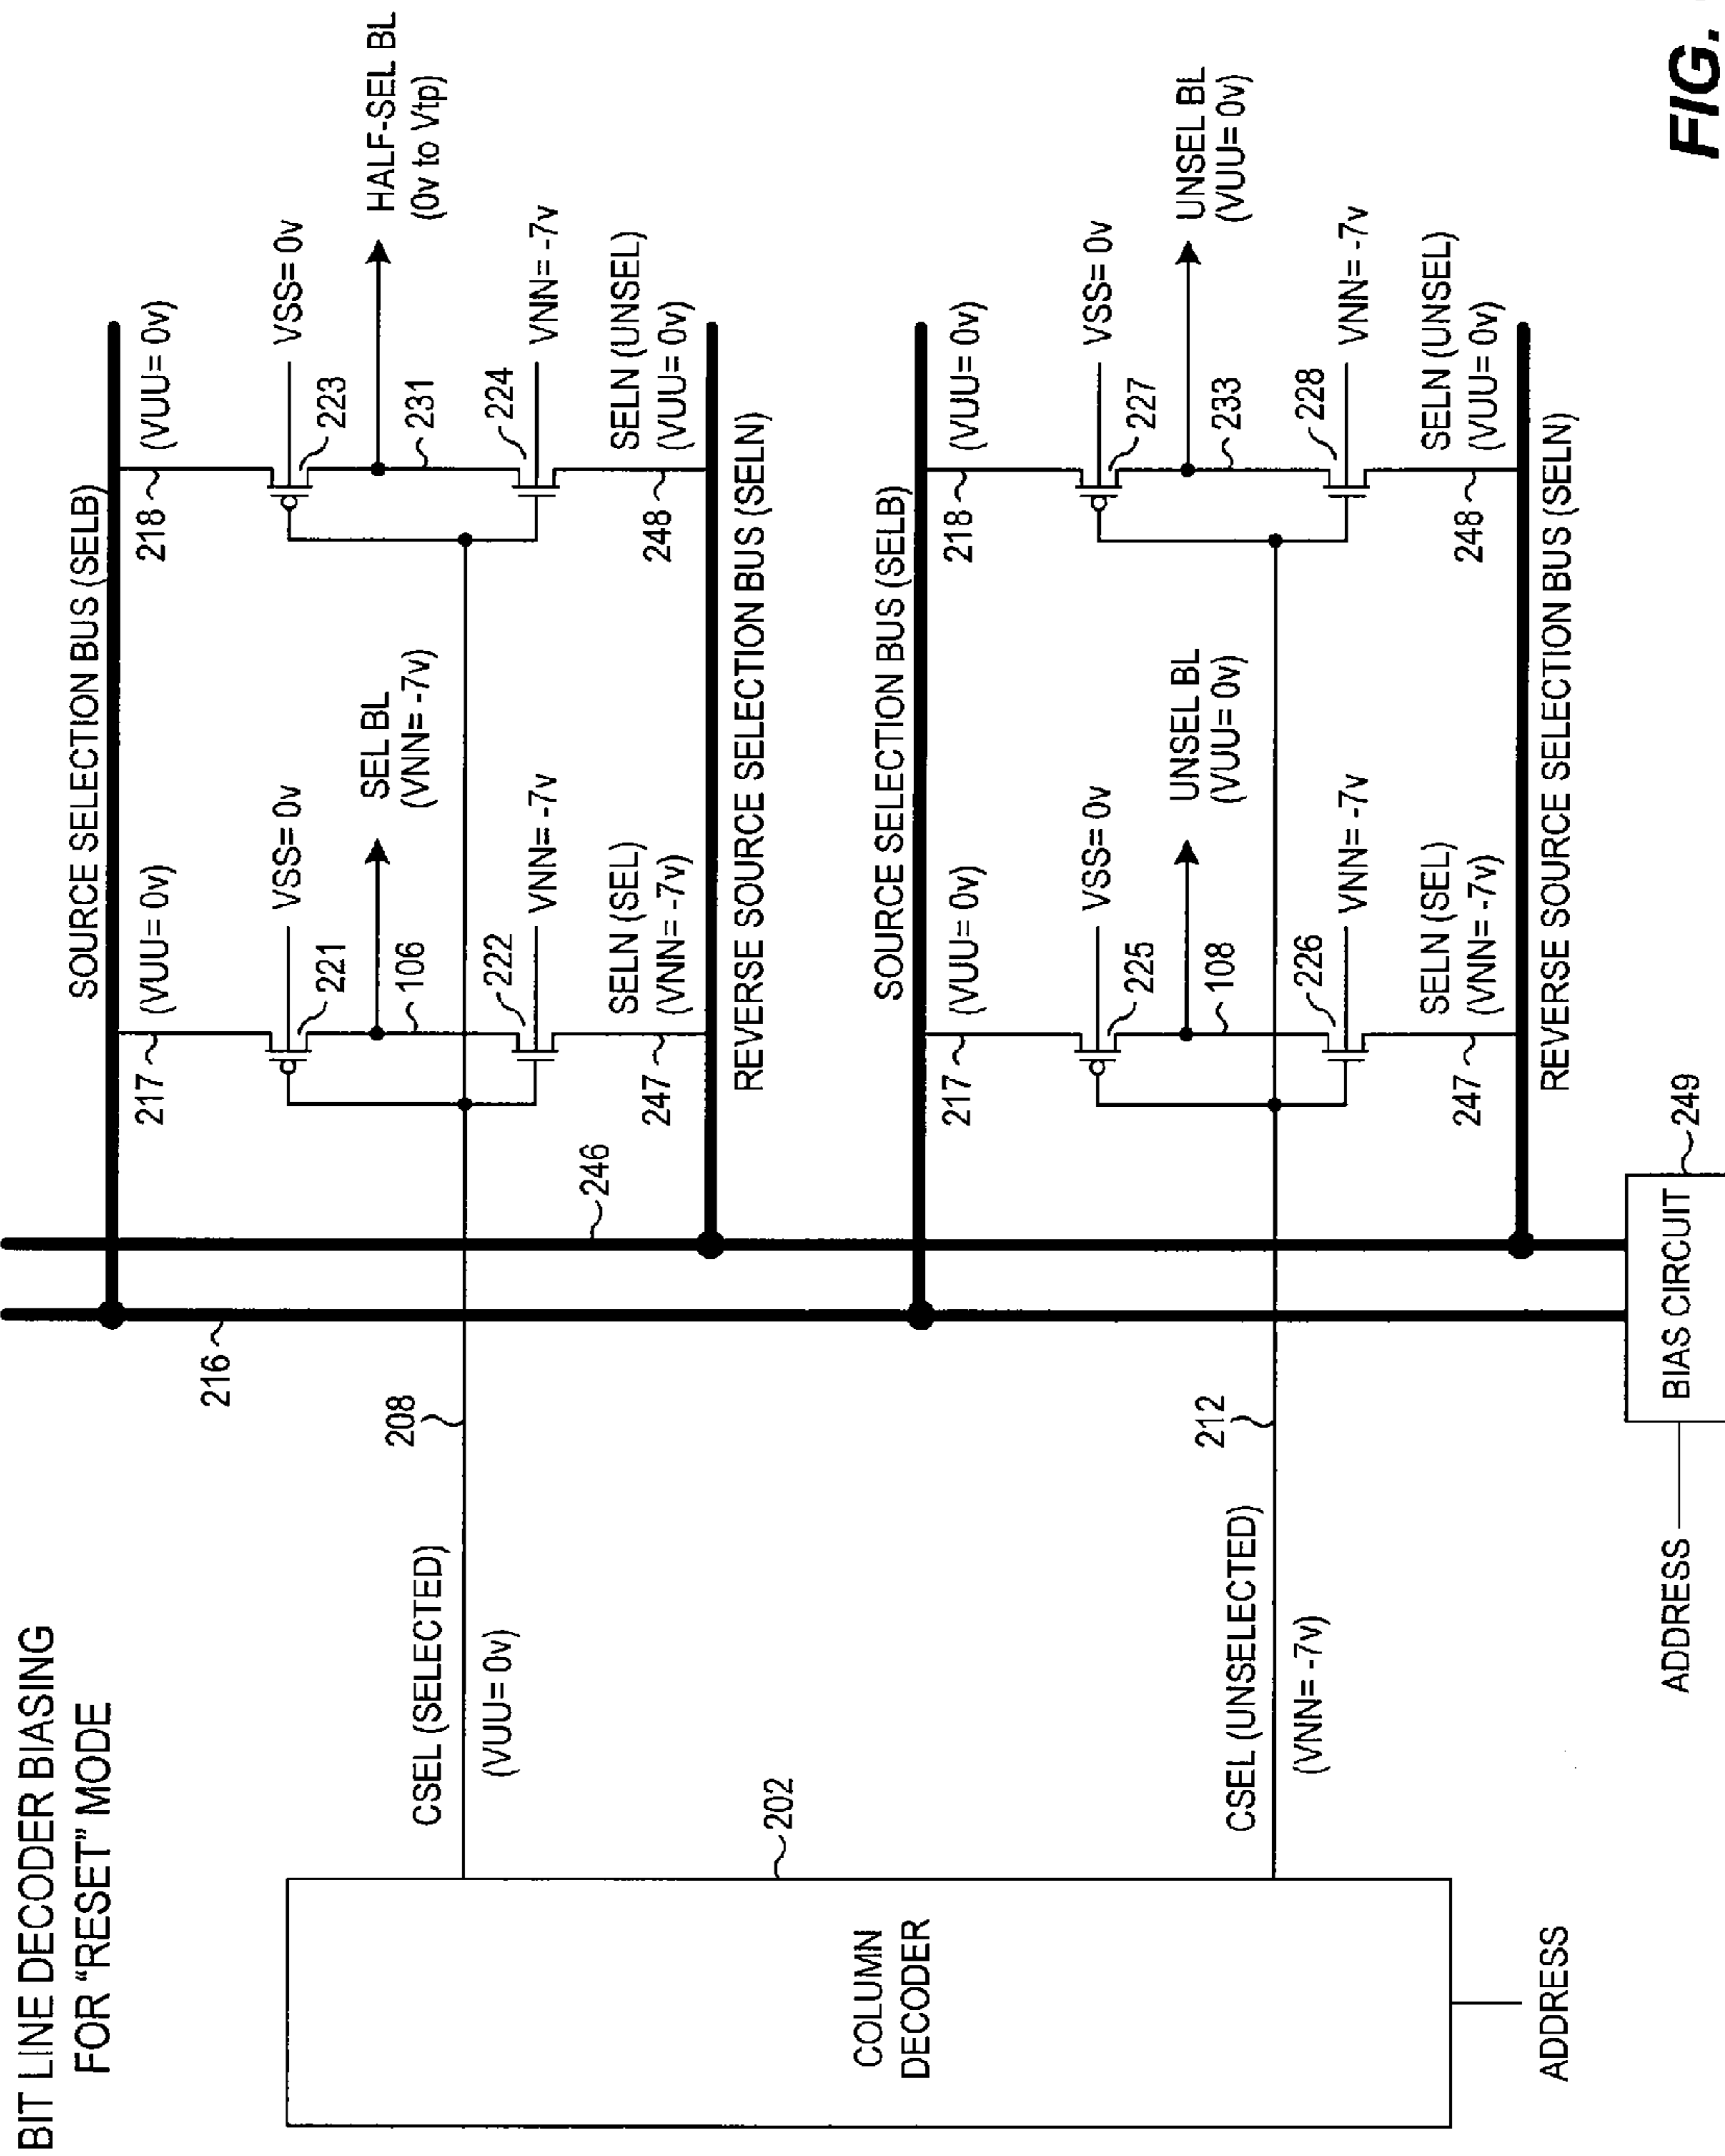 BIT LINE DECODER BIASING
FOR "RESET" MODE
SOURCE SELECTION BUS (SELB)
217
(VUU= 0v)
218
(VUU= 0v)
VSS= 0v
221
VSS= 0v
223
SEL BL
(VNN= -7v)
HALF-SEL BL
(0v to Vtp)
106
231
216
246
208
CSEL (SELECTED)
(VUU= 0v)
222
VNN= -7v
224
VNN= -7v
247
SELN (SEL)
(VNN= -7v)
248
SELN (UNSEL)
(VUU= 0v)
REVERSE SOURCE SELECTION BUS (SELN)
202
COLUMN
DECODER
SOURCE SELECTION BUS (SELB)
217
(VUU= 0v)
218
(VUU= 0v)
VSS= 0v
225
VSS= 0v
227
UNSEL BL
(VUU= 0v)
UNSEL BL
(VUU= 0v)
108
233
212
CSEL (UNSELECTED)
(VNN= -7v)
226
VNN= -7v
228
VNN= -7v
247
SELN (SEL)
(VNN= -7v)
248
SELN (UNSEL)
(VUU= 0v)
REVERSE SOURCE SELECTION BUS (SELN)
ADDRESS
ADDRESS
BIAS CIRCUIT
249
FIG.